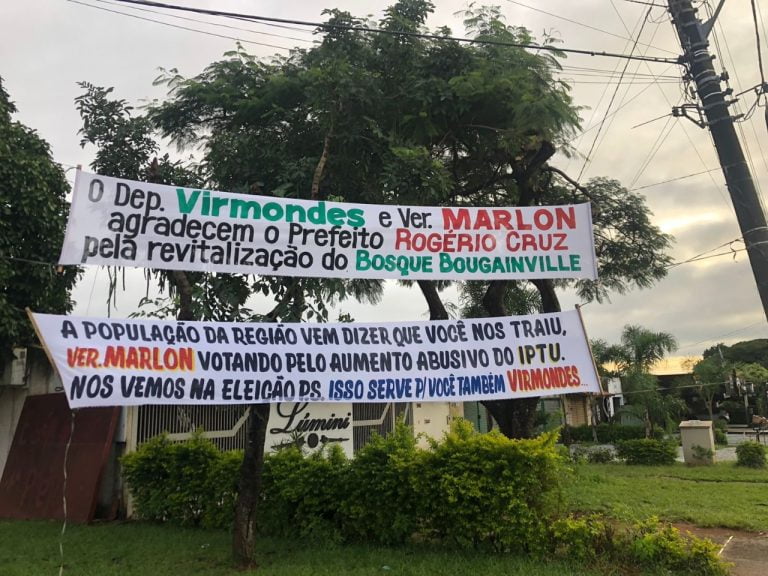 O Dep. Virmondes e Ver. MARLON
agradecem o Prefeito ROGÉRIO CRUZ
pela revitalização do BOSQUE BOUGAINVILLE
A POPULAÇÃO DA REGIÃO VEM DIZER QUE VOCÊ NOS TRAIU,
VER. MARLON VOTANDO PELO AUMENTO ABUSIVO DO IPTU.
NOS VEMOS NA ELEIÇÃO P.S. ISSO SERVE P/ VOCÊ TAMBÉM VIRMONDES...
Lúmini